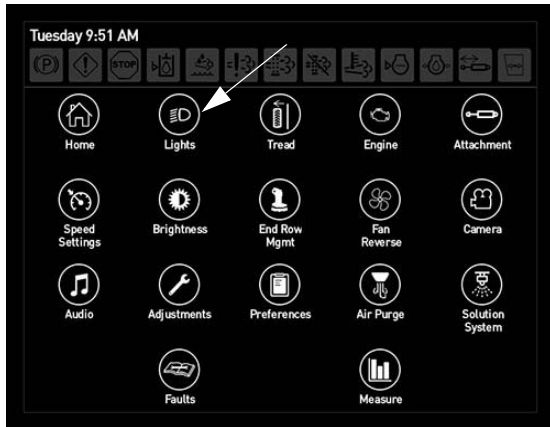 Tuesday 9:51 AM
(P) STOP
Home Lights Tread Engine Attachment
Speed Settings Brightness End Row Mgmt Fan Reverse Camera
Audio Adjustments Preferences Air Purge Solution System
Faults Measure